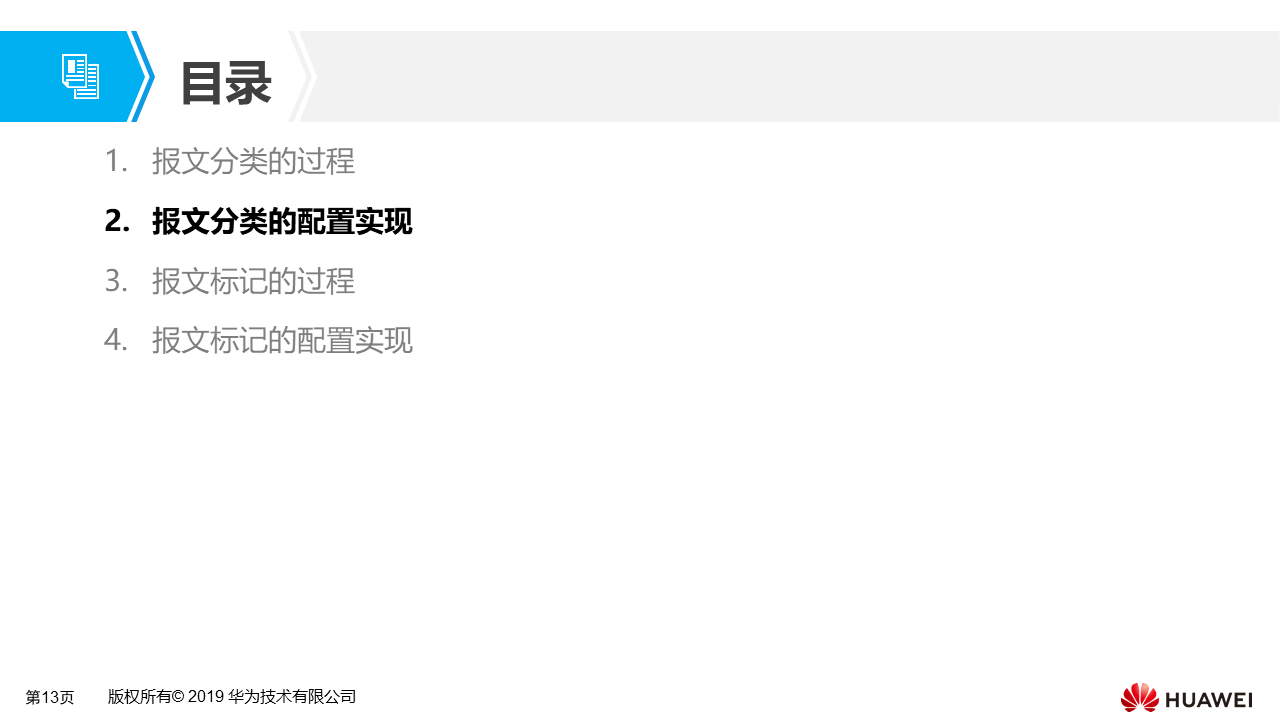 目录
1. 报文分类的过程
2. 报文分类的配置实现
3. 报文标记的过程
4. 报文标记的配置实现
第13页 版权所有© 2019 华为技术有限公司
HUAWEI